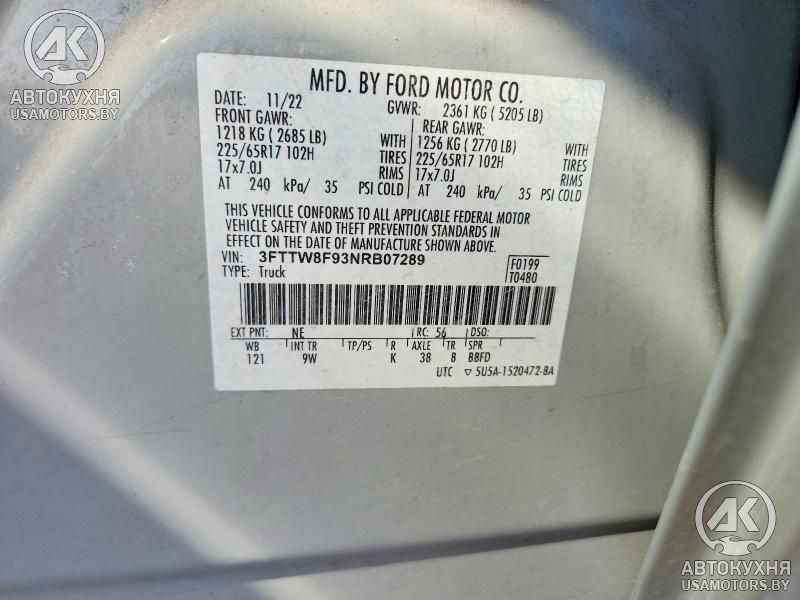 АК
АВТОКУХНЯ
USAMOTORS.BY
MFD. BY FORD MOTOR CO.
DATE: 11/22 GVWR: 2361 KG ( 5205 LB)
FRONT GAWR: REAR GAWR:
1218 KG ( 2685 LB) WITH 1256 KG ( 2770 LB) WITH
225/65R17 102H TIRES 225/65R17 102H TIRES
17x7.0J RIMS 17x7.0J RIMS
AT 240 kPa/ 35 PSI COLD AT 240 kPa/ 35 PSI COLD
THIS VEHICLE CONFORMS TO ALL APPLICABLE FEDERAL MOTOR
VEHICLE SAFETY AND THEFT PREVENTION STANDARDS IN
EFFECT ON THE DATE OF MANUFACTURE SHOWN ABOVE.
VIN: 3FTTW8F93NRB07289 F0199
TYPE: Truck T0480
EXT PNT: NE RC: 56 DSO:
WB INT TR TP/PS R AXLE TR SPR
121 9W K 38 8 BBFD
UTC ▽ 5U5A-1520472-BA
АК
АВТОКУХНЯ
USAMOTORS.BY